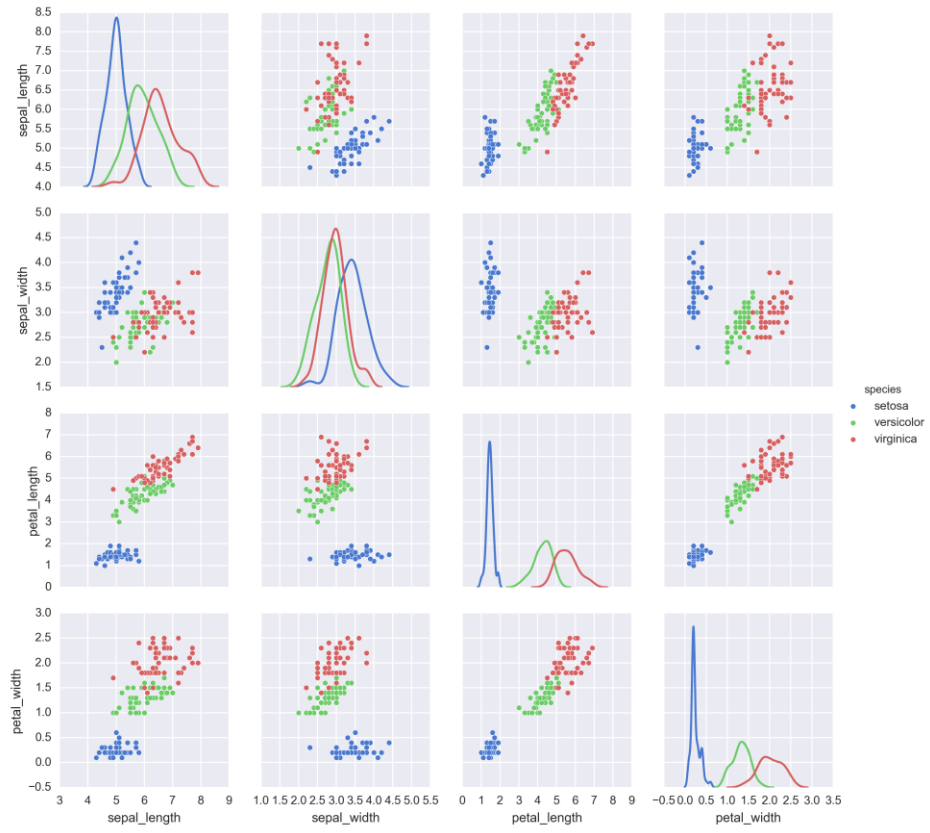 8.5
8.0
7.5
7.0
6.5
6.0
5.5
5.0
4.5
4.0
sepal_length
5.0
4.5
4.0
3.5
3.0
2.5
2.0
1.5
sepal_width
8
7
6
5
4
3
2
1
0
petal_length
3.0
2.5
2.0
1.5
1.0
0.5
0.0
−0.5
petal_width
3 4 5 6 7 8 9
sepal_length
1.0 1.5 2.0 2.5 3.0 3.5 4.0 4.5 5.0 5.5
sepal_width
0 1 2 3 4 5 6 7 8 9
petal_length
−0.5 0.0 0.5 1.0 1.5 2.0 2.5 3.0 3.5
petal_width
species
setosa
versicolor
virginica